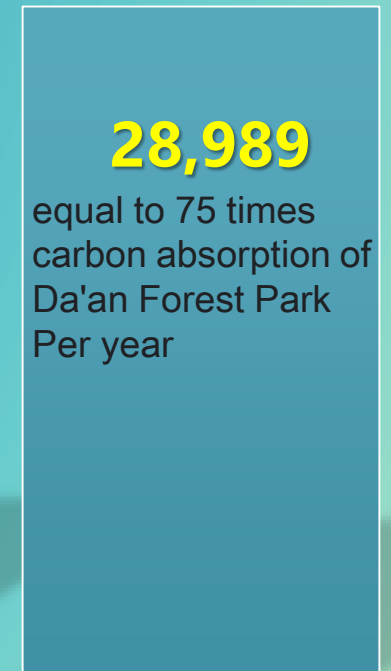 28,989
equal to 75 times
carbon absorption of
Da'an Forest Park
Per year